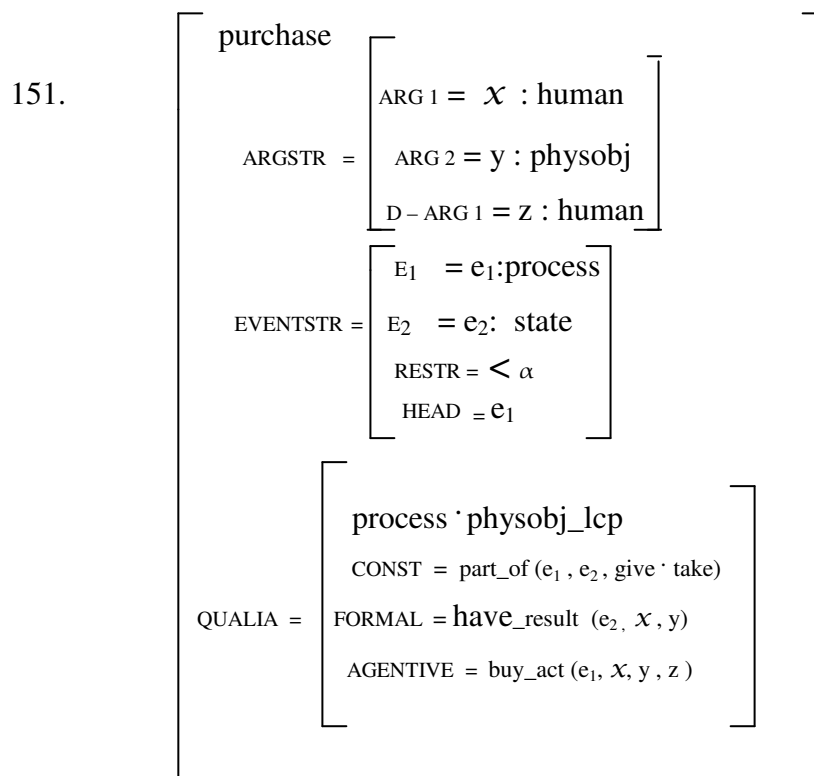 purchase
151.
ARG 1 = x : human
ARGSTR = ARG 2 = y : physobj
D – ARG 1 = z : human
E₁ = e₁:process
EVENTSTR = E₂ = e₂: state
RESTR = < α
HEAD = e₁
process · physobj_lcp
CONST = part_of (e₁ , e₂ , give · take)
QUALIA = FORMAL = have_result (e₂ , x , y)
AGENTIVE = buy_act (e₁, x, y , z )